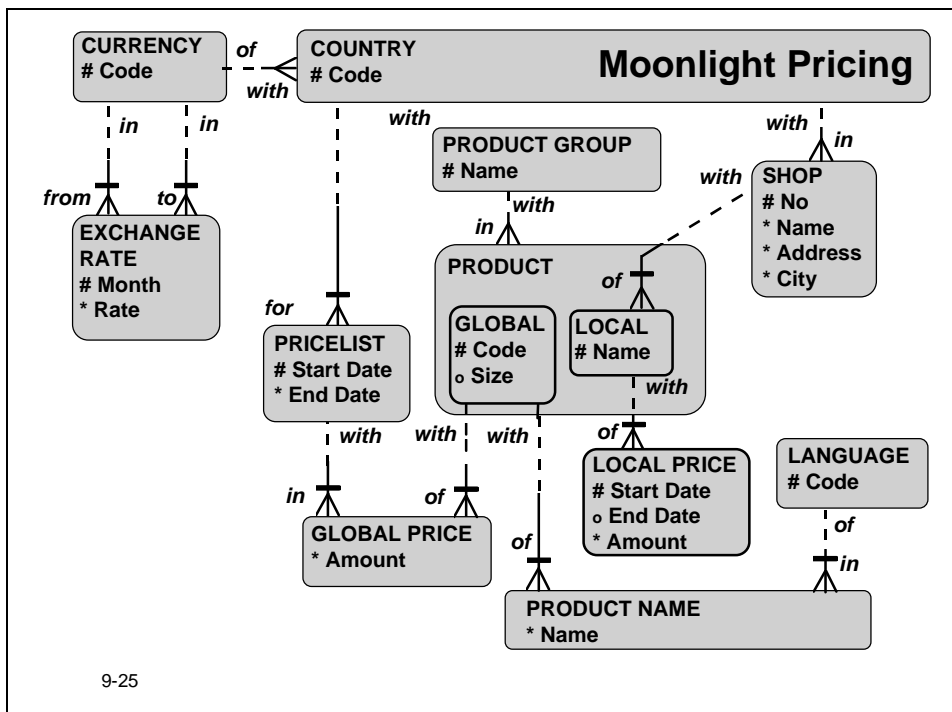 CURRENCY
# Code
of
with
COUNTRY
# Code
Moonlight Pricing
in
in
from
to
EXCHANGE
RATE
# Month
* Rate
with
for
PRICELIST
# Start Date
* End Date
PRODUCT GROUP
# Name
with
in
with
in
with
SHOP
# No
* Name
* Address
* City
PRODUCT
of
GLOBAL
# Code
o Size
LOCAL
# Name
with
with
with
with
in
of
of
of
GLOBAL PRICE
* Amount
LOCAL PRICE
# Start Date
o End Date
* Amount
LANGUAGE
# Code
of
in
PRODUCT NAME
* Name
9-25